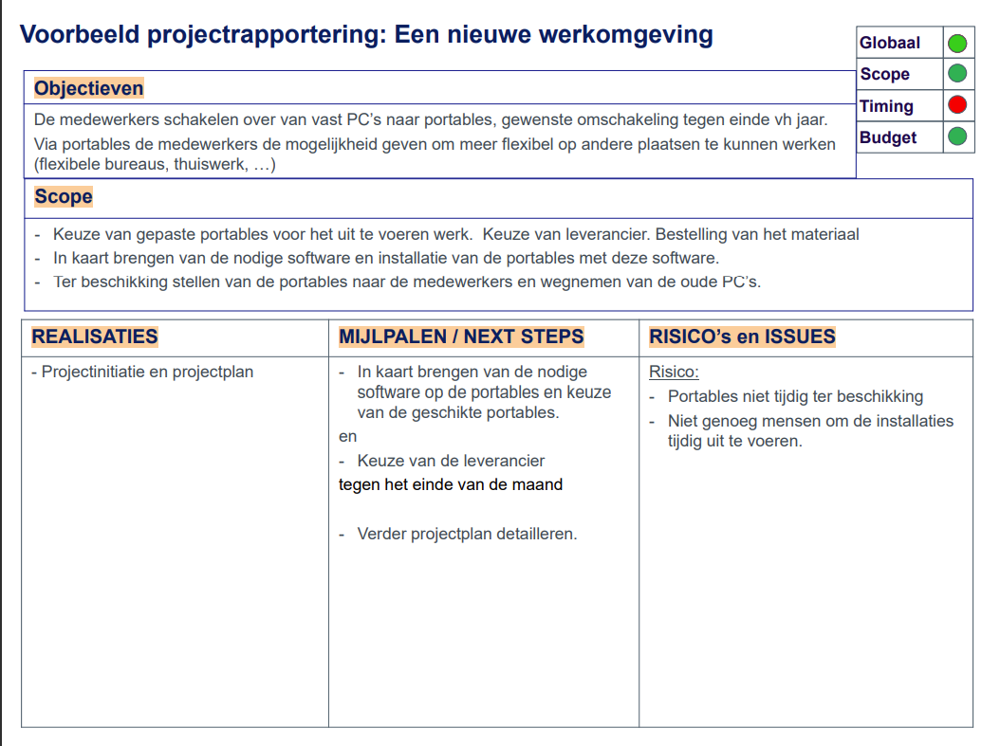 Voorbeeld projectrapportering: Een nieuwe werkomgeving
Globaal
Scope
Timing
Budget
Objectieven
De medewerkers schakelen over van vast PC’s naar portables, gewenste omschakeling tegen einde vh jaar.
Via portables de medewerkers de mogelijkheid geven om meer flexibel op andere plaatsen te kunnen werken
(flexibele bureaus, thuiswerk, …)
Scope
- Keuze van gepaste portables voor het uit te voeren werk. Keuze van leverancier. Bestelling van het materiaal
- In kaart brengen van de nodige software en installatie van de portables met deze software.
- Ter beschikking stellen van de portables naar de medewerkers en wegnemen van de oude PC’s.
REALISATIES
- Projectinitiatie en projectplan
MIJLPALEN / NEXT STEPS
- In kaart brengen van de nodige
software op de portables en keuze
van de geschikte portables.
en
- Keuze van de leverancier
tegen het einde van de maand
- Verder projectplan detailleren.
RISICO’s en ISSUES
Risico:
- Portables niet tijdig ter beschikking
- Niet genoeg mensen om de installaties
tijdig uit te voeren.